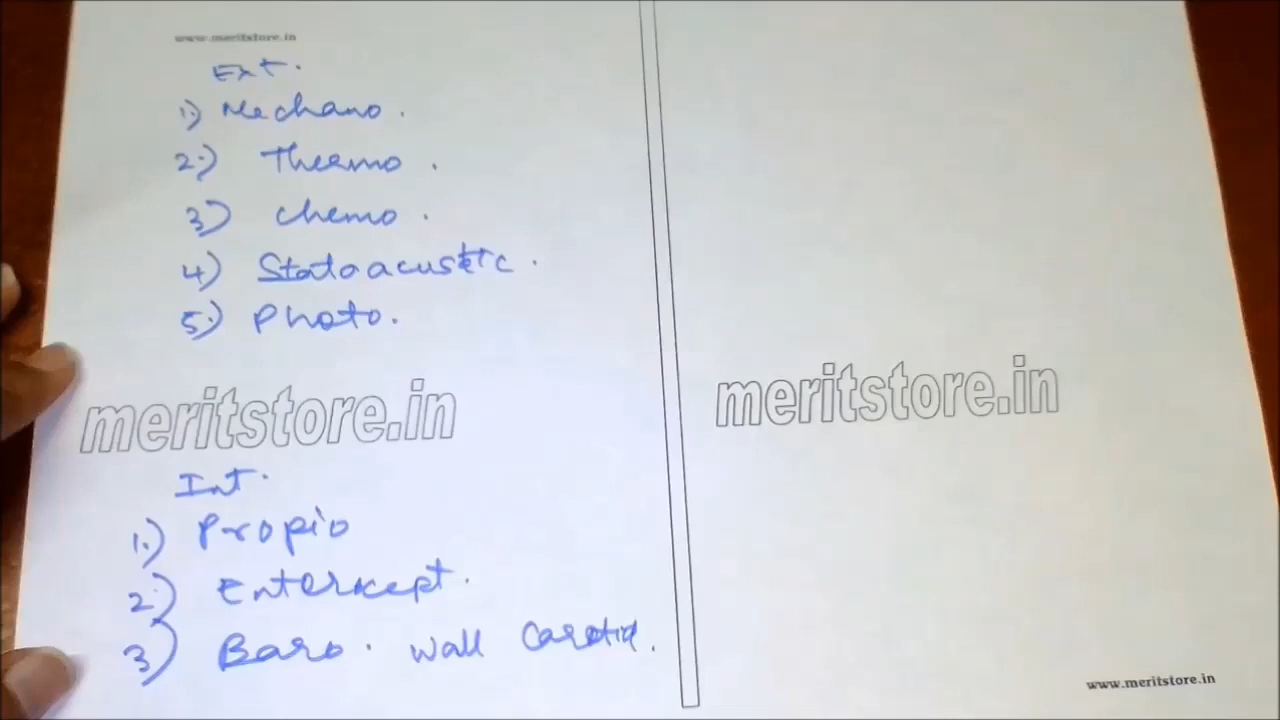 www.meritstore.in
Ext.
1.) Mechano.
2.) Thermo.
3) Chemo.
4) Statoacustic.
5.) Photo.
meritstore.in
Int.
1.) Propio
2.) Enterocept.
3) Baro. Wall Carotid.
meritstore.in
www.meritstore.in